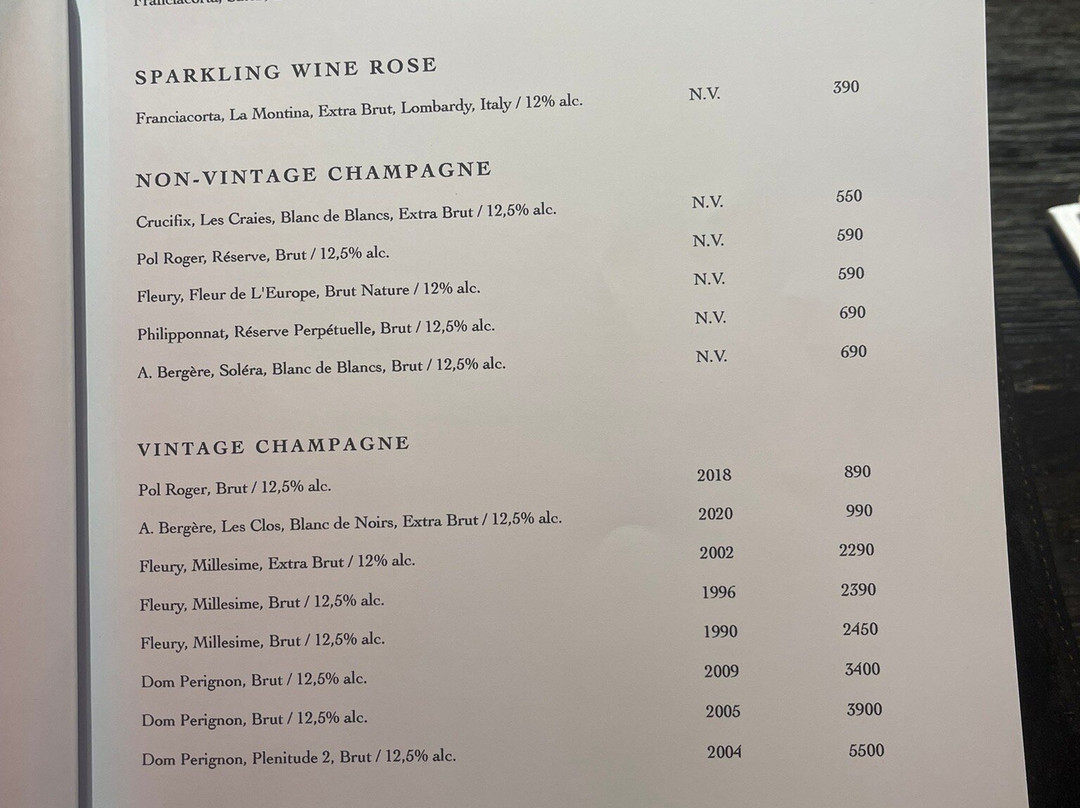 Franciacorta,
SPARKLING WINE ROSE
Franciacorta, La Montina, Extra Brut, Lombardy, Italy / 12% alc. N.V. 390
NON-VINTAGE CHAMPAGNE
Crucifix, Les Craies, Blanc de Blancs, Extra Brut / 12,5% alc. N.V. 550
Pol Roger, Réserve, Brut / 12,5% alc. N.V. 590
Fleury, Fleur de L'Europe, Brut Nature / 12% alc. N.V. 590
Philipponnat, Réserve Perpétuelle, Brut / 12,5% alc. N.V. 690
A. Bergère, Soléra, Blanc de Blancs, Brut / 12,5% alc. N.V. 690
VINTAGE CHAMPAGNE
Pol Roger, Brut / 12,5% alc. 2018 890
A. Bergère, Les Clos, Blanc de Noirs, Extra Brut / 12,5% alc. 2020 990
Fleury, Millesime, Extra Brut / 12% alc. 2002 2290
Fleury, Millesime, Brut / 12,5% alc. 1996 2390
Fleury, Millesime, Brut / 12,5% alc. 1990 2450
Dom Perignon, Brut / 12,5% alc. 2009 3400
Dom Perignon, Brut / 12,5% alc. 2005 3900
Dom Perignon, Plenitude 2, Brut / 12,5% alc. 2004 5500